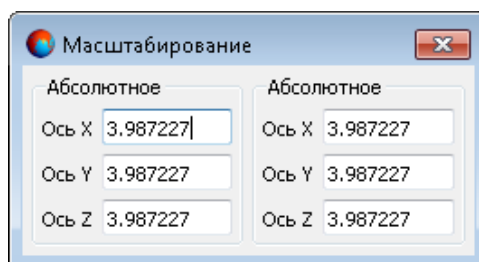 Масштабирование
Абсолютное
Ось X 3.987227
Ось Y 3.987227
Ось Z 3.987227
Абсолютное
Ось X 3.987227
Ось Y 3.987227
Ось Z 3.987227